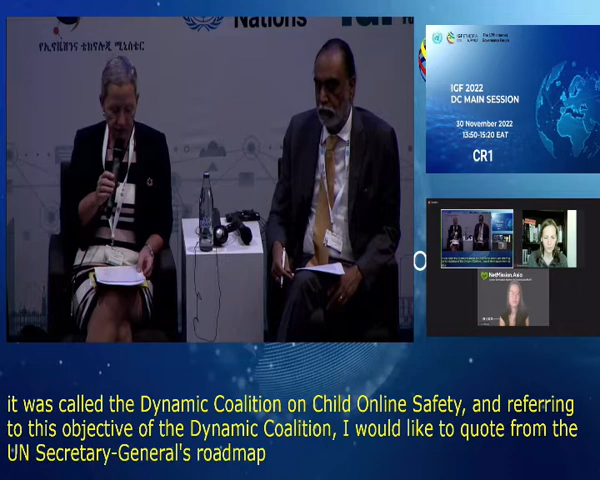 የኢኖቬሽንና ቴክኖሎጂ ሚኒስቴር
Nations
IGF 2022
DC MAIN SESSION
30 November 2022
13:50-15:20 EAT
CR1
NetMission.Asia
it was called the Dynamic Coalition on Child Online Safety, and referring
to this objective of the Dynamic Coalition, I would like to quote from the
UN Secretary-General's roadmap